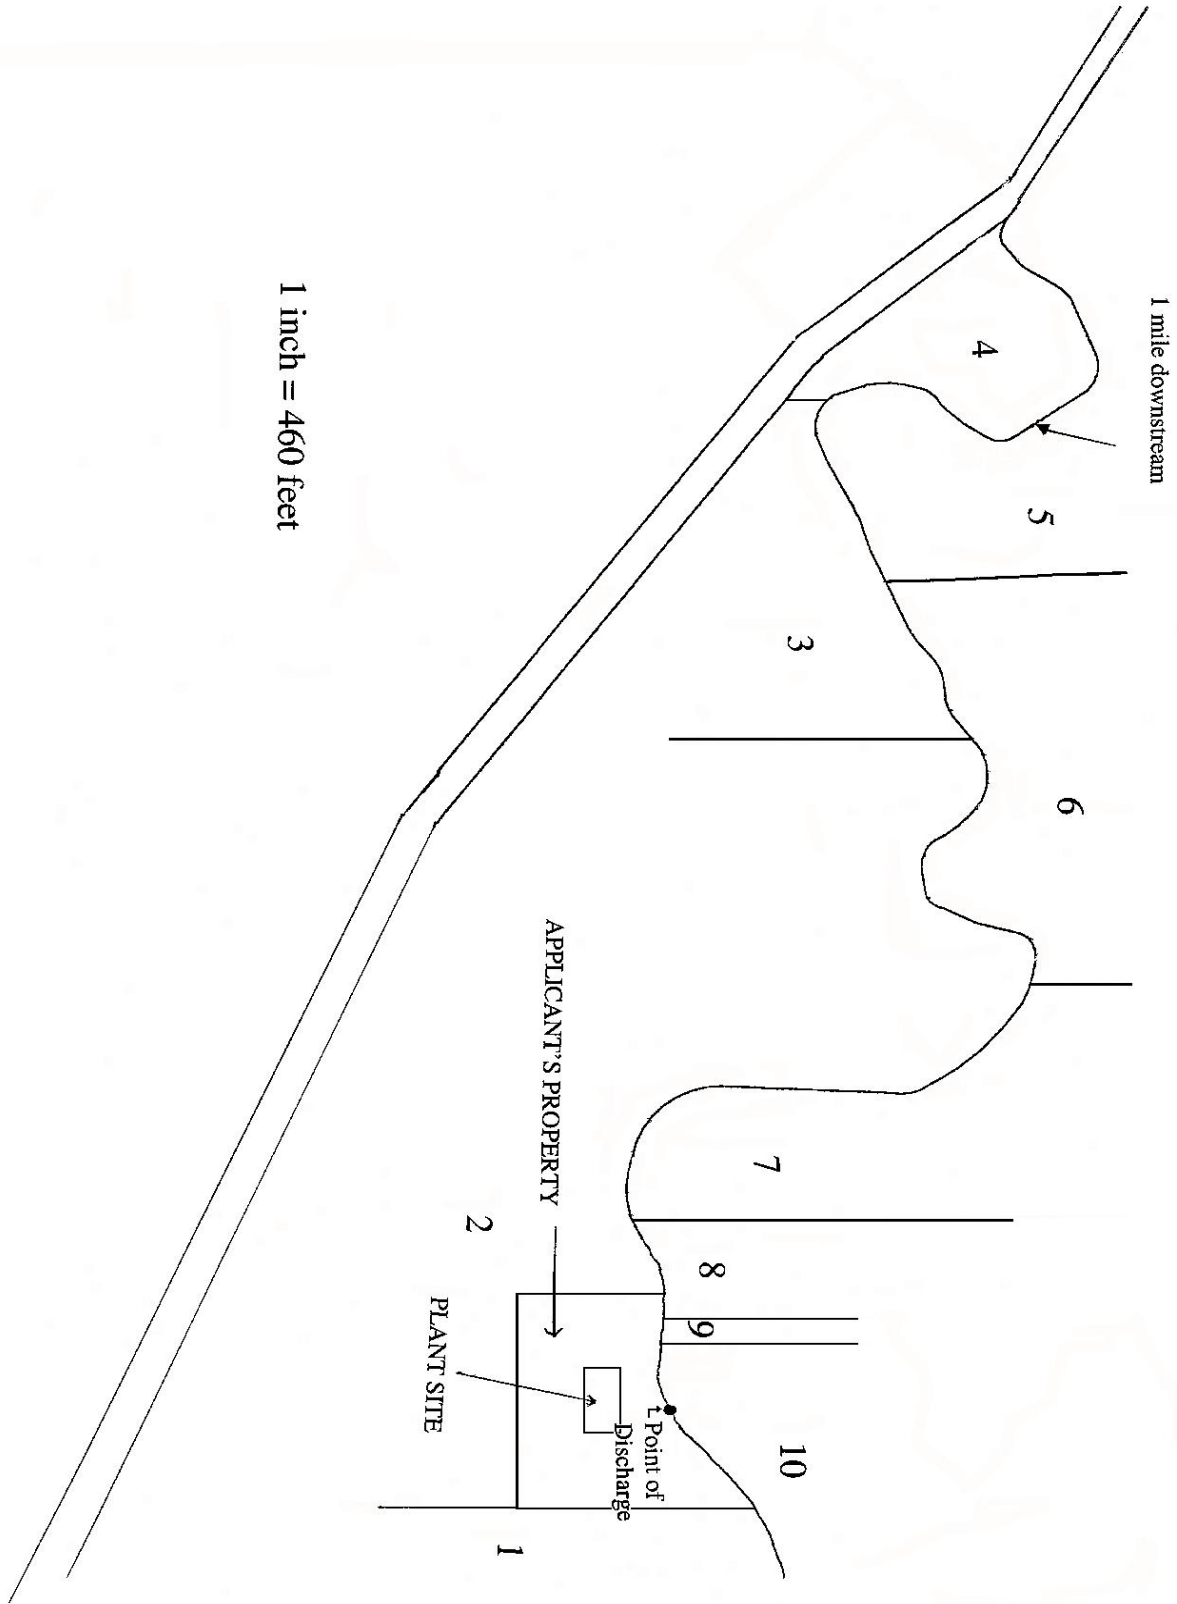 1 mile downstream
4
5
3
6
1 inch = 460 feet
APPLICANT'S PROPERTY
7
2
8
9
PLANT SITE
Point of
Discharge
10
1